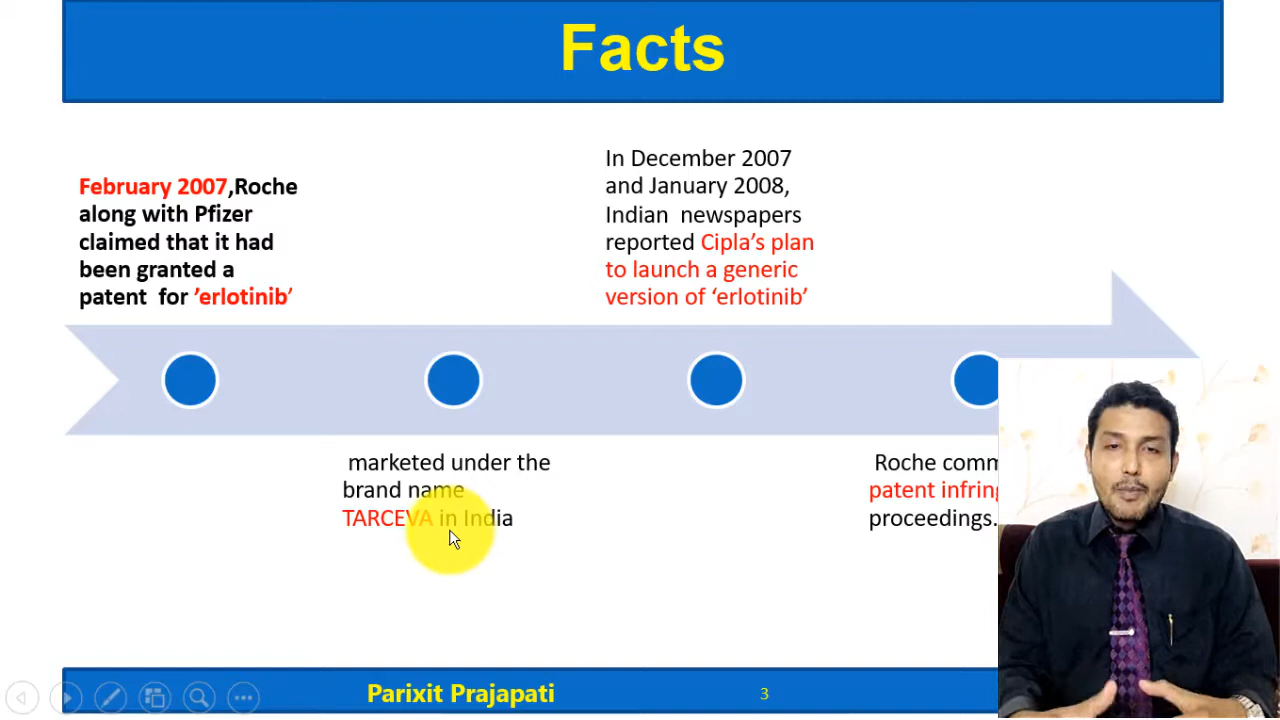 Facts
February 2007,Roche
along with Pfizer
claimed that it had
been granted a
patent for ’erlotinib’
marketed under the
brand name
TARCEVA in India
In December 2007
and January 2008,
Indian newspapers
reported Cipla’s plan
to launch a generic
version of ‘erlotinib’
Roche comm
patent infring
proceedings.
Parixit Prajapati
3